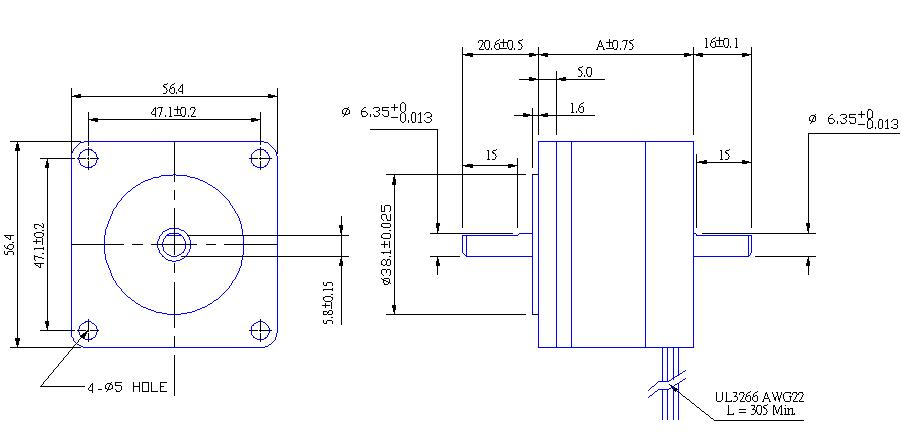 56.4
47.1±0.2
56.4
47.1±0.2
5.8±0.15
4-Ø5 HOLE
20.6±0.5
A±0.75
16±0.1
5.0
1.6
Ø 6.35+0 -0.013
15
Ø38.1±0.025
Ø 6.35+0 -0.013
15
UL3266 AWG22
L = 305 Min.